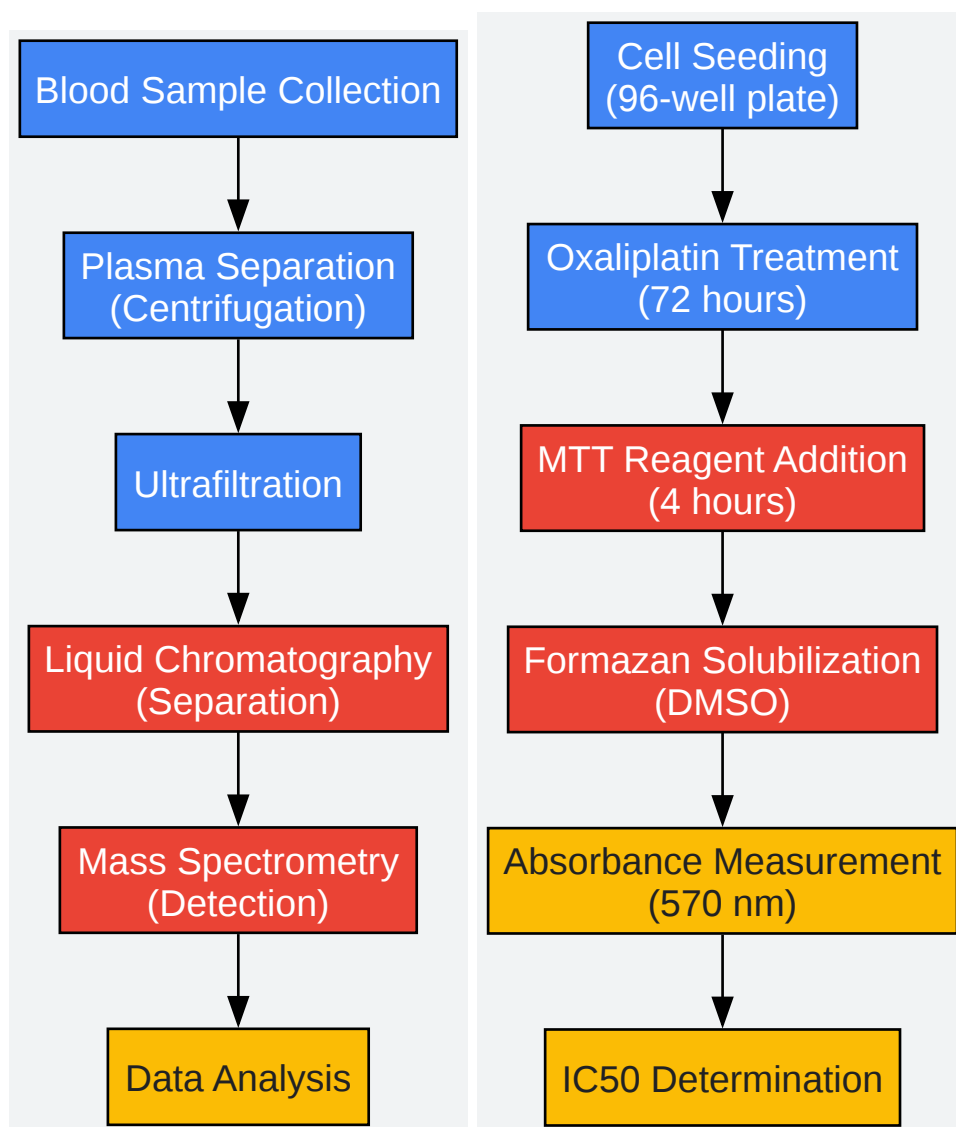 Blood Sample Collection
Plasma Separation
(Centrifugation)
Ultrafiltration
Liquid Chromatography
(Separation)
Mass Spectrometry
(Detection)
Data Analysis
Cell Seeding
(96-well plate)
Oxaliplatin Treatment
(72 hours)
MTT Reagent Addition
(4 hours)
Formazan Solubilization
(DMSO)
Absorbance Measurement
(570 nm)
IC50 Determination